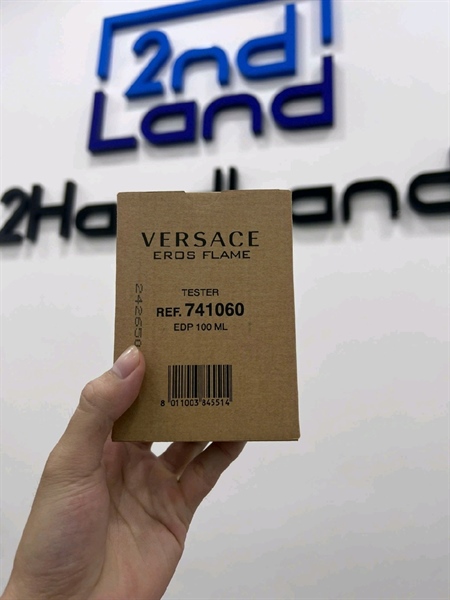 2nd
Land
2HandLand
VERSACE
EROS FLAME
TESTER
REF. 741060
EDP 100 ML
8 011003 845514